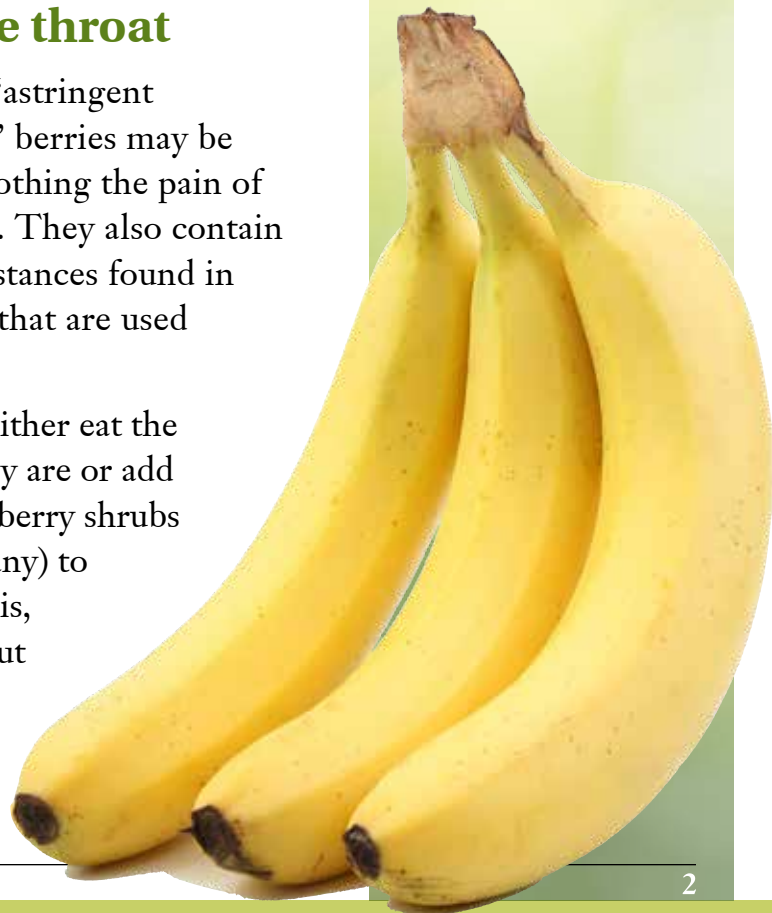 e throat
‘astringent
’ berries may be
othing the pain of
. They also contain
stances found in
that are used
ither eat the
y are or add
berry shrubs
any) to
is,
ut
2